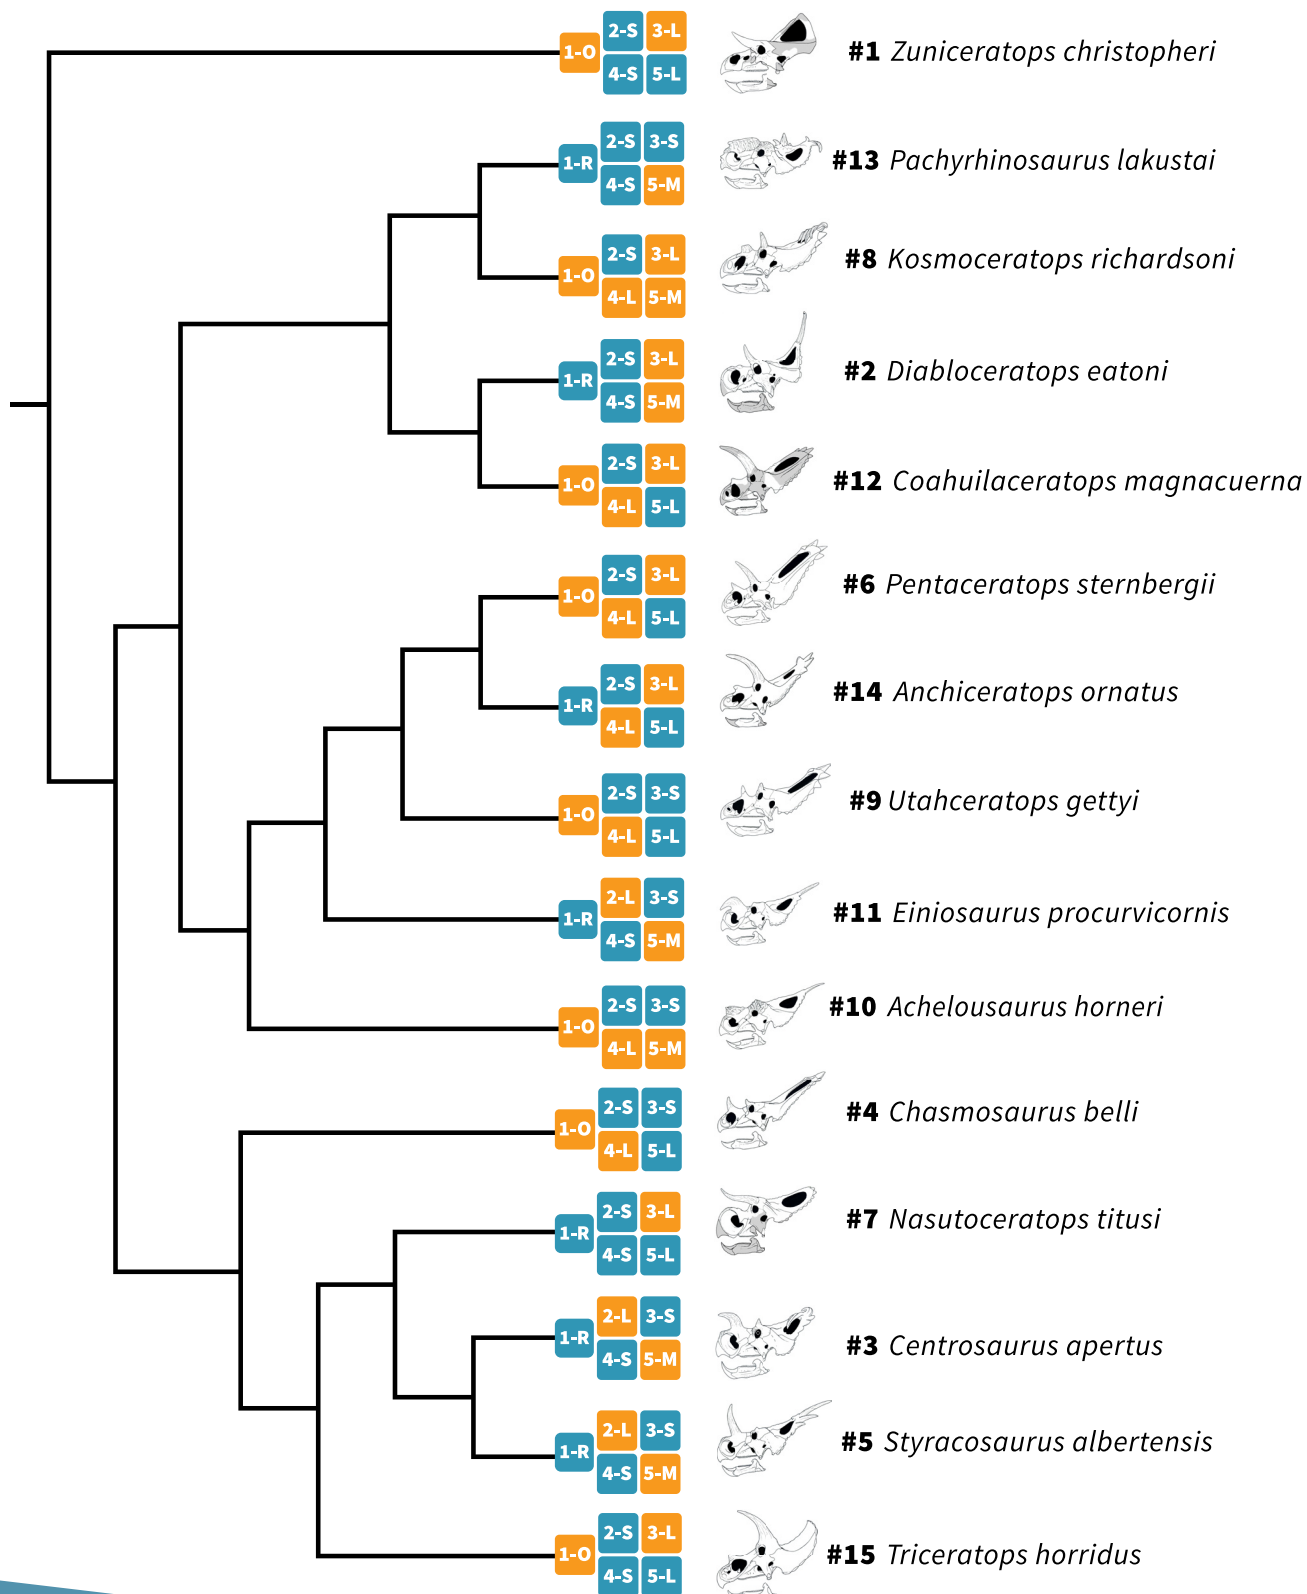 2-S 3-L
1-O #1 Zuniceratops christopheri
4-S 5-L
2-S 3-S
1-R #13 Pachyrhinosaurus lakustai
4-S 5-M
2-S 3-L
1-O #8 Kosmoceratops richardsoni
4-L 5-M
2-S 3-L
1-R #2 Diabloceratops eatoni
4-S 5-M
2-S 3-L
1-O #12 Coahuilaceratops magnacuerna
4-L 5-L
2-S 3-L
1-O #6 Pentaceratops sternbergii
4-L 5-L
2-S 3-L
1-R #14 Anchiceratops ornatus
4-L 5-L
2-S 3-S
1-O #9 Utahceratops gettyi
4-L 5-L
2-L 3-S
1-R #11 Einiosaurus procurvicornis
4-S 5-M
2-S 3-S
1-O #10 Achelousaurus horneri
4-L 5-M
2-S 3-S
1-O #4 Chasmosaurus belli
4-L 5-L
2-S 3-L
1-R #7 Nasutoceratops titusi
4-S 5-L
2-L 3-S
1-R #3 Centrosaurus apertus
4-S 5-M
2-L 3-S
1-R #5 Styracosaurus albertensis
4-S 5-M
2-S 3-L
1-O #15 Triceratops horridus
4-S 5-L